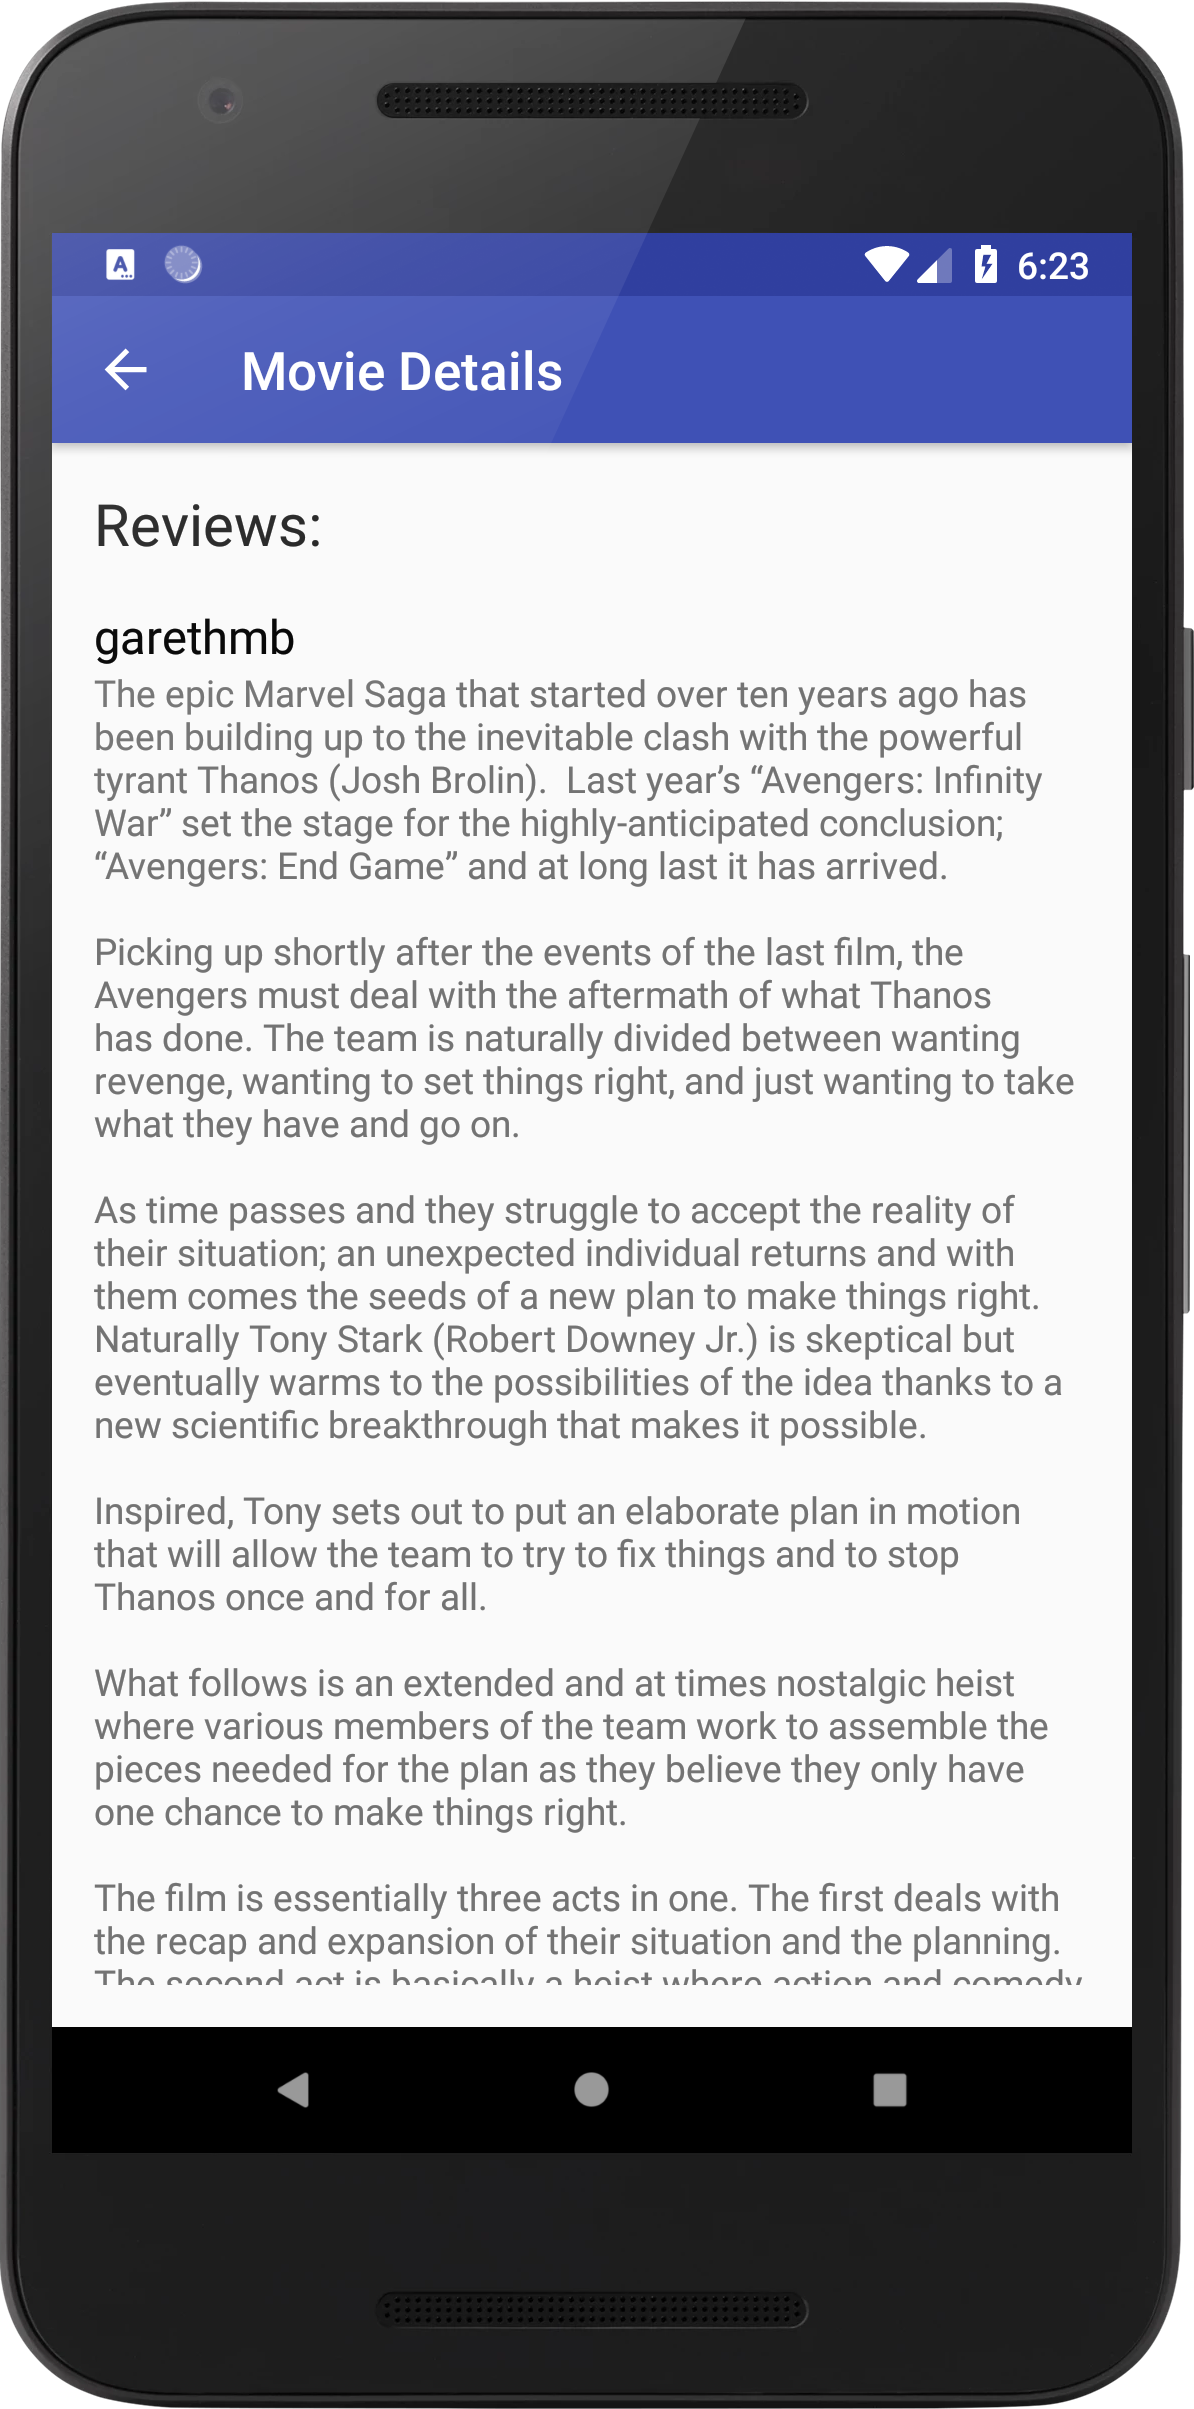 6:23
Movie Details
Reviews:
garethmb
The epic Marvel Saga that started over ten years ago has
been building up to the inevitable clash with the powerful
tyrant Thanos (Josh Brolin).  Last year’s “Avengers: Infinity
War” set the stage for the highly-anticipated conclusion;
“Avengers: End Game” and at long last it has arrived.
Picking up shortly after the events of the last film, the
Avengers must deal with the aftermath of what Thanos
has done. The team is naturally divided between wanting
revenge, wanting to set things right, and just wanting to take
what they have and go on.
As time passes and they struggle to accept the reality of
their situation; an unexpected individual returns and with
them comes the seeds of a new plan to make things right.
Naturally Tony Stark (Robert Downey Jr.) is skeptical but
eventually warms to the possibilities of the idea thanks to a
new scientific breakthrough that makes it possible.
Inspired, Tony sets out to put an elaborate plan in motion
that will allow the team to try to fix things and to stop
Thanos once and for all.
What follows is an extended and at times nostalgic heist
where various members of the team work to assemble the
pieces needed for the plan as they believe they only have
one chance to make things right.
The film is essentially three acts in one. The first deals with
the recap and expansion of their situation and the planning.
The second act is basically a heist where action and comedy